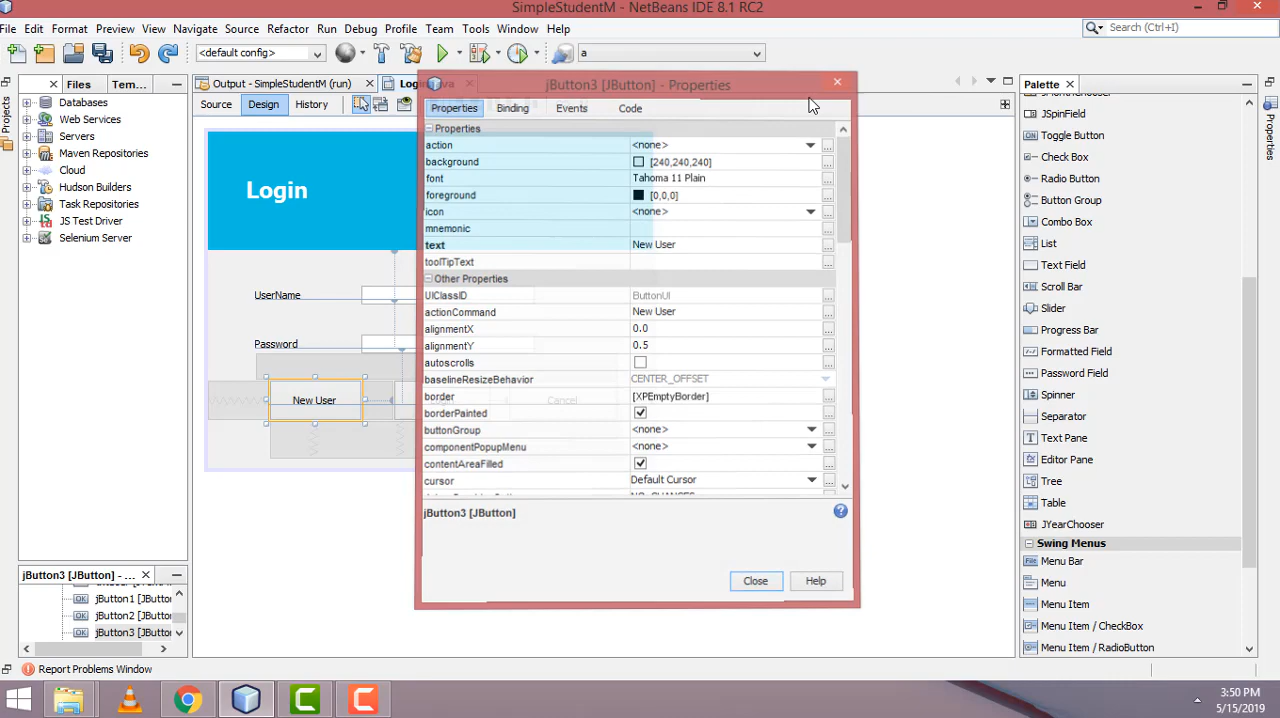 SimpleStudentM - NetBeans IDE 8.1 RC2
File Edit Format Preview View Navigate Source Refactor Run Debug Profile Team Tools Window Help
Search (Ctrl+I)
<default config>
a
Files Tem...
Output - SimpleStudentM (run)
Palette
Source Design History
Projects
Databases
Web Services
Servers
Maven Repositories
Cloud
Hudson Builders
Task Repositories
JS Test Driver
Selenium Server
Login
UserName
Password
New User
Cancel
jButton3 [JButton] - Properties
Properties Binding Events Code
Properties
action <none>
background [240,240,240]
font Tahoma 11 Plain
foreground [0,0,0]
icon <none>
mnemonic
text New User
toolTipText
Other Properties
UIClassID ButtonUI
actionCommand New User
alignmentX 0.0
alignmentY 0.5
autoscrolls
baselineResizeBehavior CENTER_OFFSET
border [XPEmptyBorder]
borderPainted
buttonGroup <none>
componentPopupMenu <none>
contentAreaFilled
cursor Default Cursor
jButton3 [JButton]
Close Help
JSpinField
Toggle Button
Check Box
Radio Button
Button Group
Combo Box
List
Text Field
Scroll Bar
Slider
Progress Bar
Formatted Field
Password Field
Spinner
Separator
Text Pane
Editor Pane
Tree
Table
JYearChooser
Swing Menus
Menu Bar
Menu
Menu Item
Menu Item / CheckBox
Menu Item / RadioButton
Properties
jButton3 [JButton] - ...
jButton1 [JButto
jButton2 [JButto
jButton3 [JButto
Report Problems Window
3:50 PM
5/15/2019